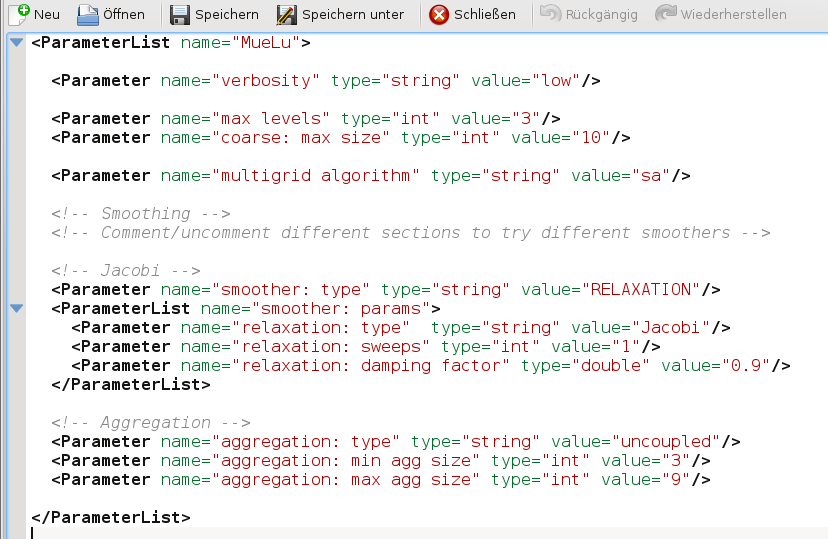 Neu Öffnen Speichern Speichern unter Schließen Rückgängig Wiederherstellen
<ParameterList name="MueLu">
<Parameter name="verbosity" type="string" value="low"/>
<Parameter name="max levels" type="int" value="3"/>
<Parameter name="coarse: max size" type="int" value="10"/>
<Parameter name="multigrid algorithm" type="string" value="sa"/>
<!-- Smoothing -->
<!-- Comment/uncomment different sections to try different smoothers -->
<!-- Jacobi -->
<Parameter name="smoother: type" type="string" value="RELAXATION"/>
<ParameterList name="smoother: params">
<Parameter name="relaxation: type"  type="string" value="Jacobi"/>
<Parameter name="relaxation: sweeps" type="int" value="1"/>
<Parameter name="relaxation: damping factor" type="double" value="0.9"/>
</ParameterList>
<!-- Aggregation -->
<Parameter name="aggregation: type" type="string" value="uncoupled"/>
<Parameter name="aggregation: min agg size" type="int" value="3"/>
<Parameter name="aggregation: max agg size" type="int" value="9"/>
</ParameterList>